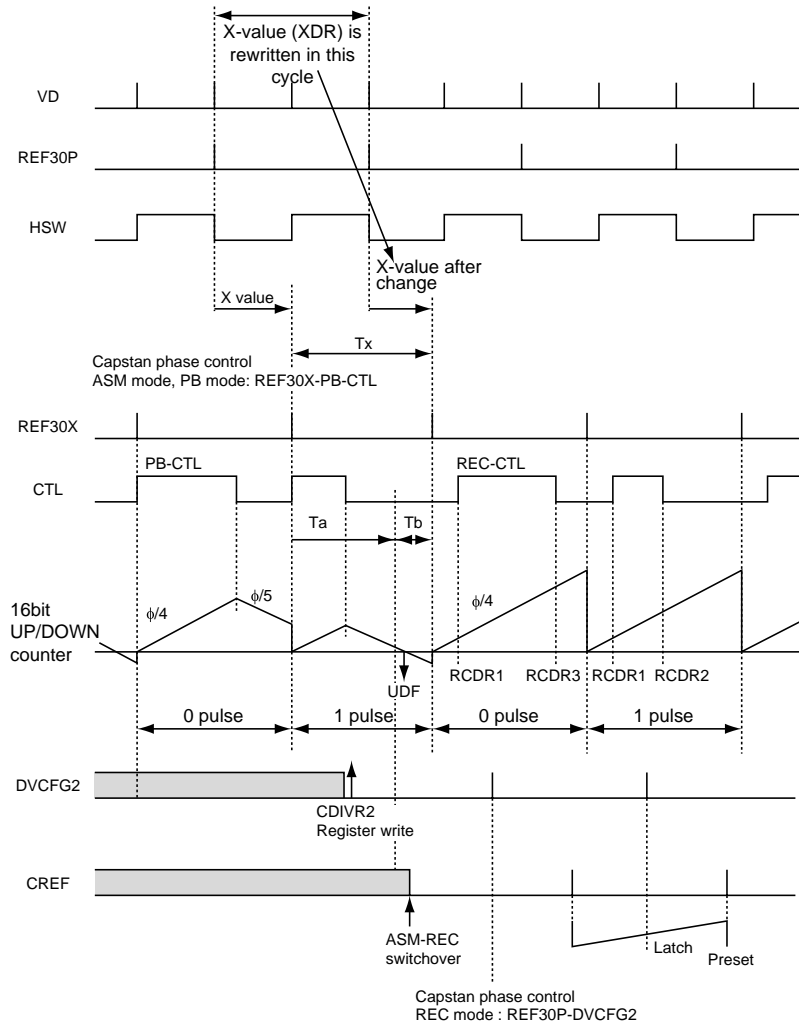 X-value (XDR) is
rewritten in this
cycle
VD
REF30P
HSW
X-value after
change
X value
Tx
Capstan phase control
ASM mode, PB mode: REF30X-PB-CTL
REF30X
PB-CTL
REC-CTL
CTL
Ta
Tb
ϕ/4
ϕ/5
ϕ/4
16bit
UP/DOWN
counter
UDF
RCDR1
RCDR3
RCDR1
RCDR2
0 pulse
1 pulse
0 pulse
1 pulse
DVCFG2
CDIVR2
Register write
CREF
ASM-REC
switchover
Latch
Preset
Capstan phase control
REC mode : REF30P-DVCFG2